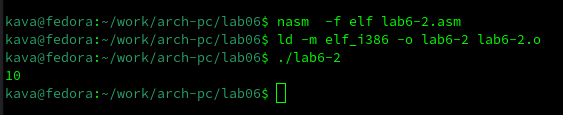 kava@fedora:~/work/arch-pc/lab06$ nasm  -f elf lab6-2.asm
kava@fedora:~/work/arch-pc/lab06$ ld -m elf_i386 -o lab6-2 lab6-2.o
kava@fedora:~/work/arch-pc/lab06$ ./lab6-2
10
kava@fedora:~/work/arch-pc/lab06$